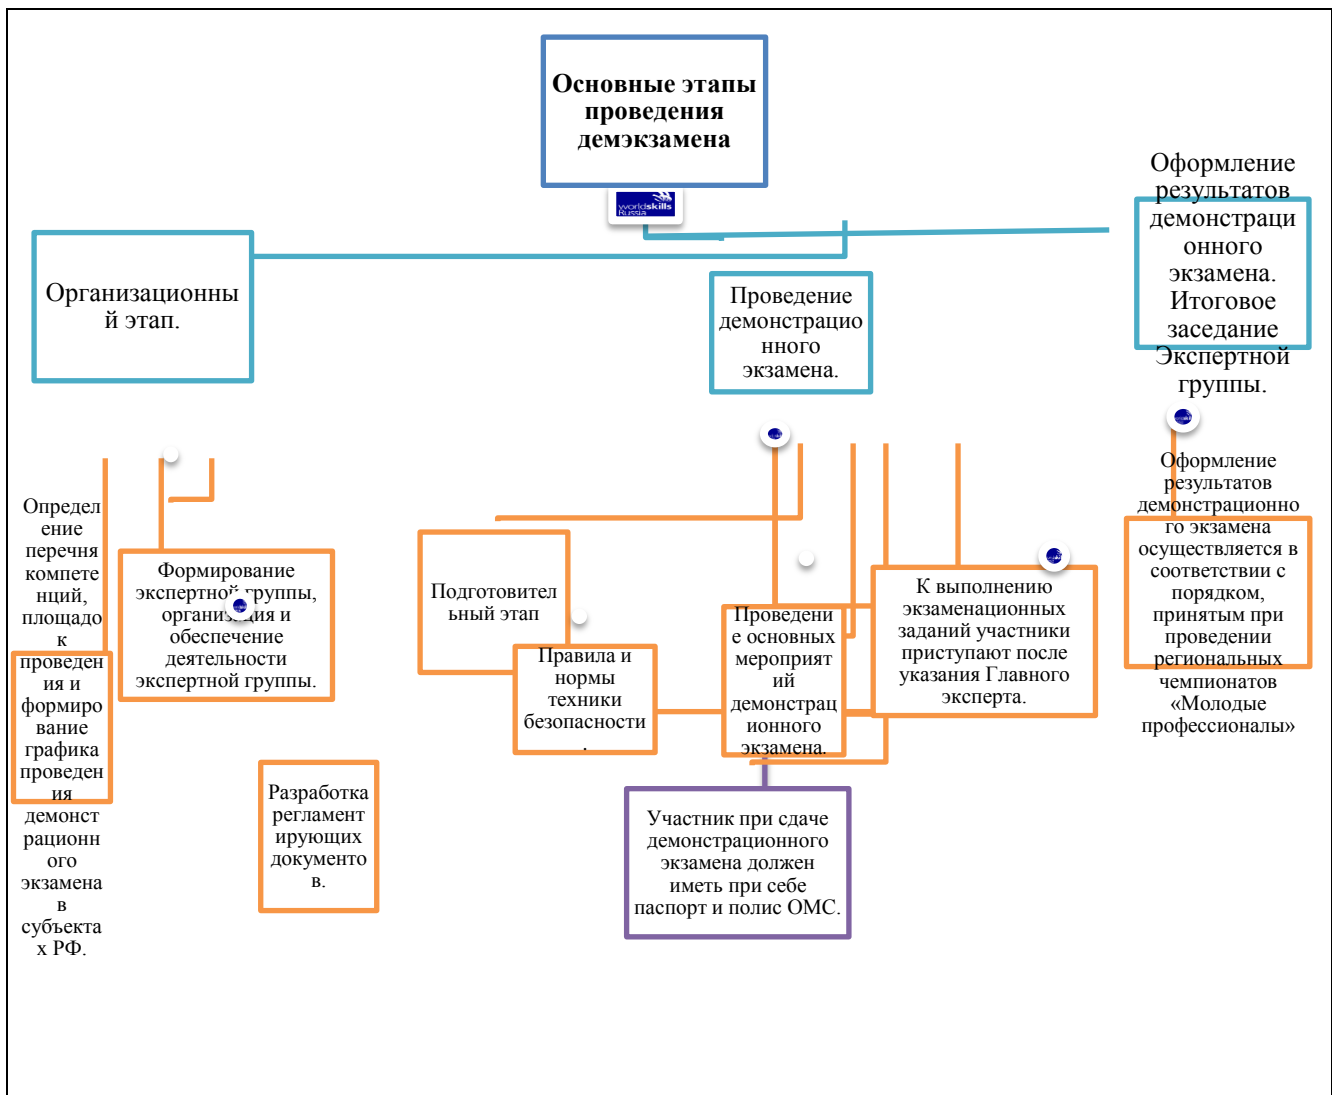 Основные этапы
проведения
демэкзамена
worldskills
Russia
Организационны
й этап.
Проведение
демонстрацио
нного
экзамена.
Оформление
результатов
демонстраци
онного
экзамена.
Итоговое
заседание
Экспертной
группы.
Определ
ение
перечня
компете
нций,
площадо
к
проведен
ия и
формиро
вание
графика
проведен
ия
демонст
рационн
ого
экзамена
в
субъекта
х РФ.
Формирование
экспертной группы,
организация и
обеспечение
деятельности
экспертной группы.
Разработка
регламент
ирующих
документо
в.
Подготовител
ьный этап
Правила и
нормы
техники
безопасности
.
Проведени
е основных
мероприят
ий
демонстрац
ионного
экзамена.
К выполнению
экзаменационных
заданий участники
приступают после
указания Главного
эксперта.
Участник при сдаче
демонстрационного
экзамена должен
иметь при себе
паспорт и полис ОМС.
Оформление
результатов
демонстрационно
го экзамена
осуществляется в
соответствии с
порядком,
принятым при
проведении
региональных
чемпионатов
«Молодые
профессионалы»